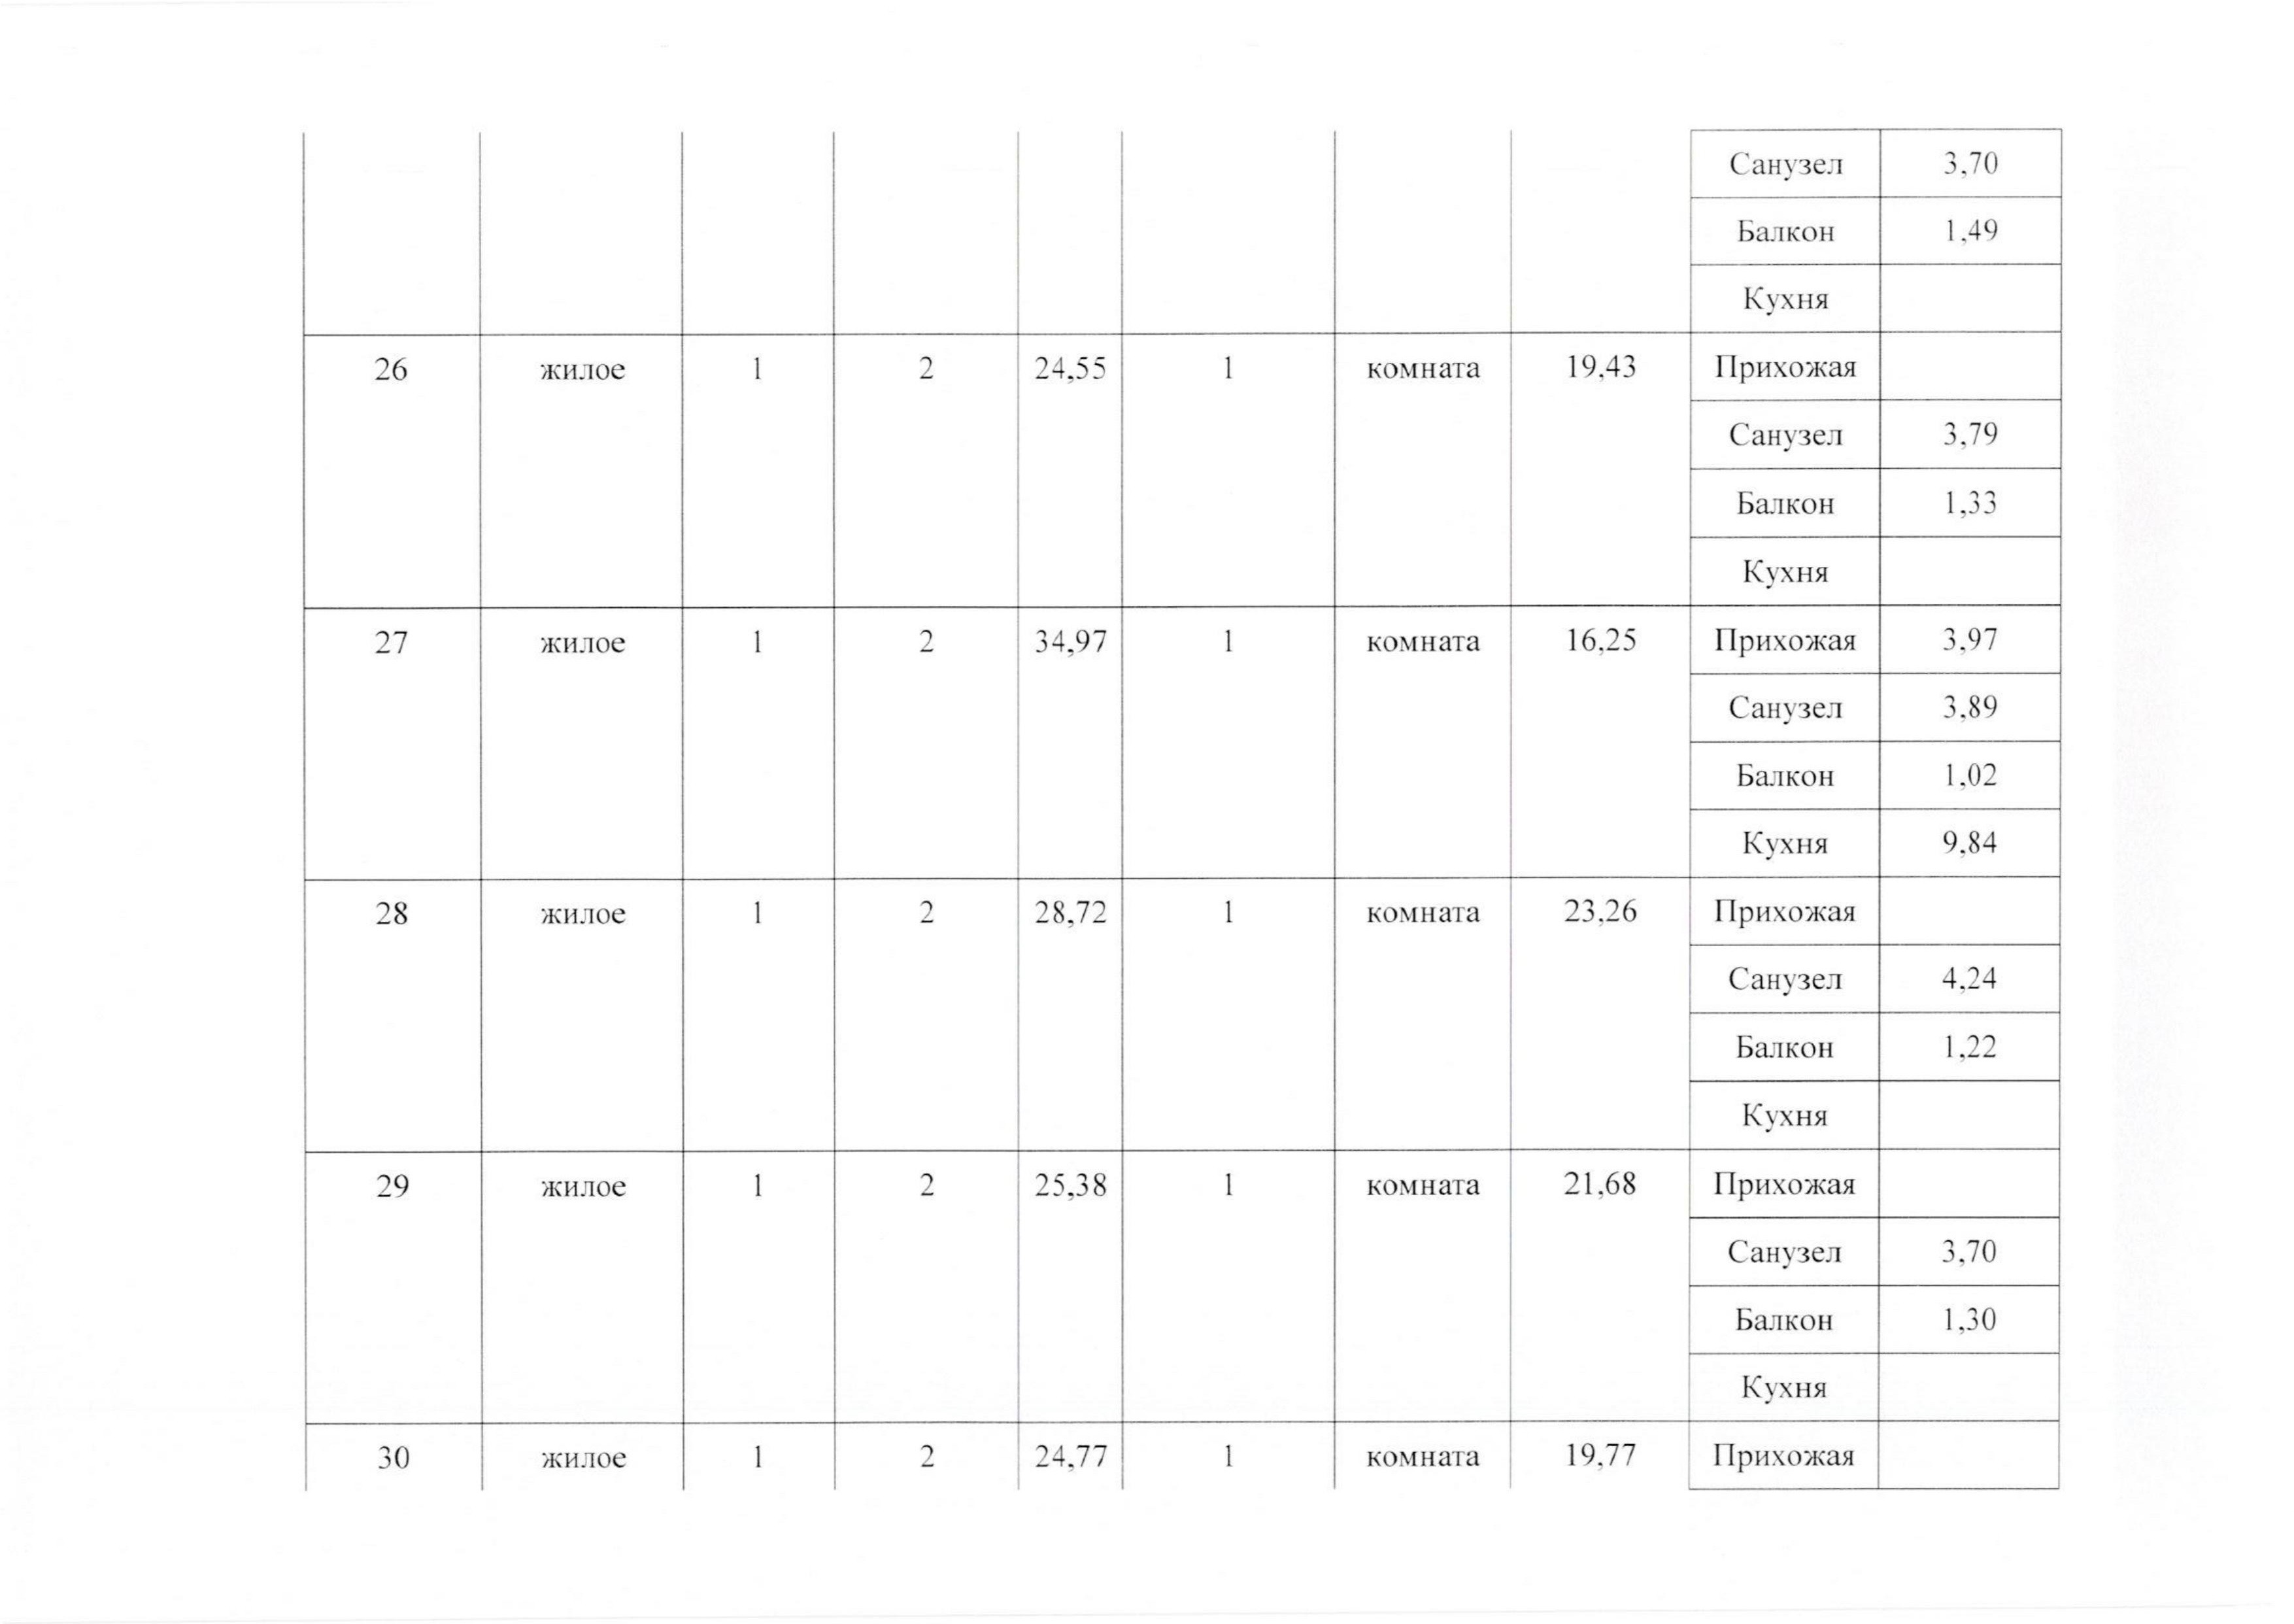 Санузел 3,70
Балкон 1,49
Кухня
26 жилое 1 2 24,55 1 комната 19,43 Прихожая
Санузел 3,79
Балкон 1,33
Кухня
27 жилое 1 2 34,97 1 комната 16,25 Прихожая 3,97
Санузел 3,89
Балкон 1,02
Кухня 9,84
28 жилое 1 2 28,72 1 комната 23,26 Прихожая
Санузел 4,24
Балкон 1,22
Кухня
29 жилое 1 2 25,38 1 комната 21,68 Прихожая
Санузел 3,70
Балкон 1,30
Кухня
30 жилое 1 2 24,77 1 комната 19,77 Прихожая